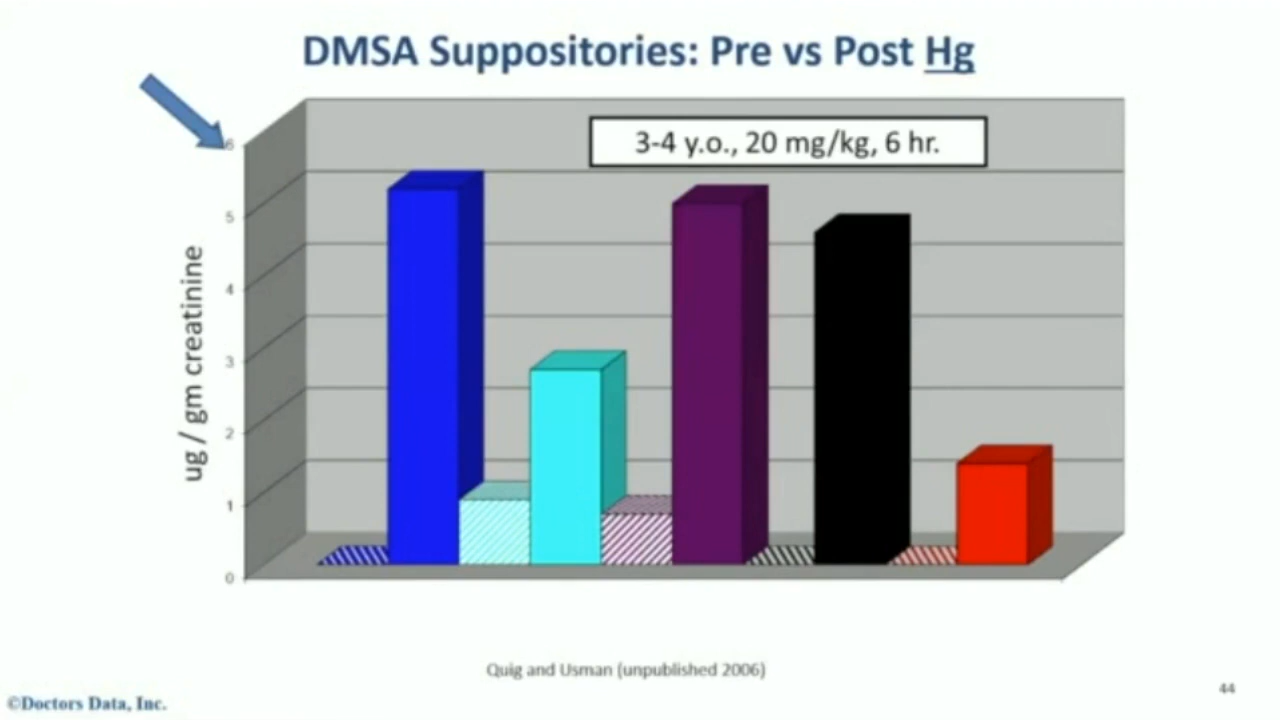 DMSA Suppositories: Pre vs Post Hg
3-4 y.o., 20 mg/kg, 6 hr.
ug / gm creatinine
6
5
4
3
2
1
0
Quig and Usman (unpublished 2006)
44
©Doctors Data, Inc.